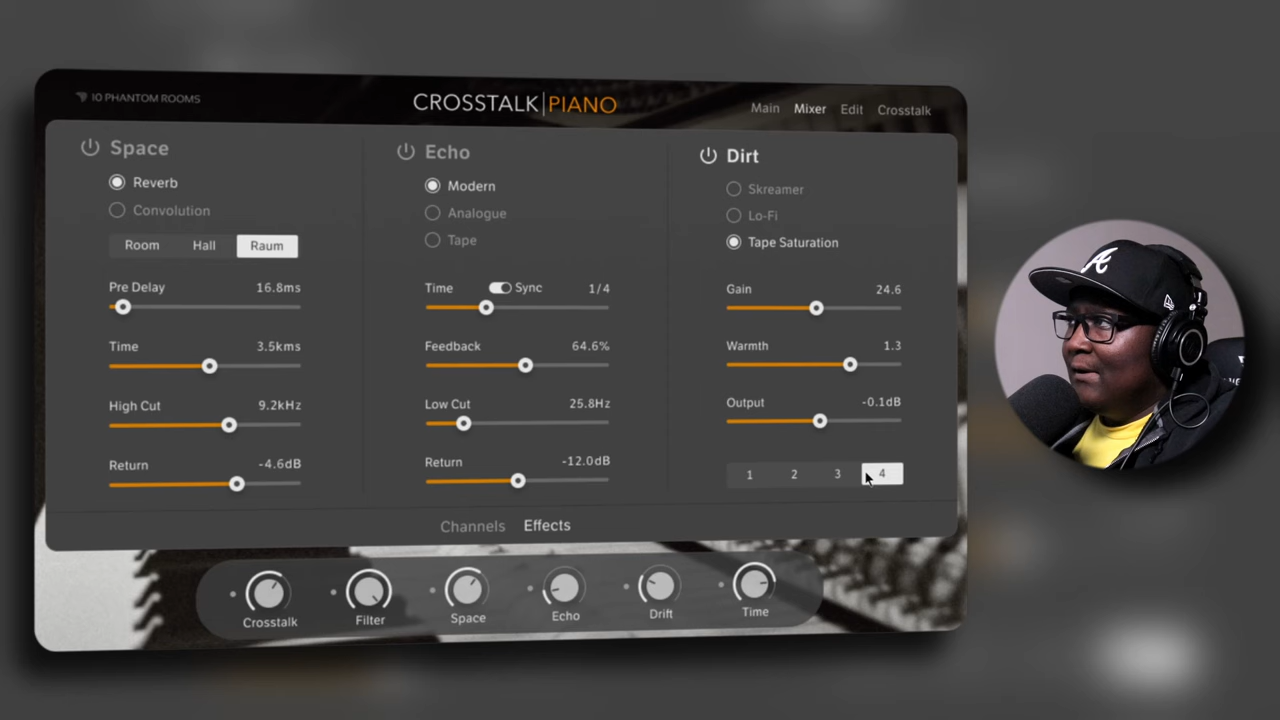 10 PHANTOM ROOMS
CROSSTALK|PIANO
Main Mixer Edit Crosstalk
Space
Reverb
Convolution
Room Hall Raum
Pre Delay 16.8ms
Time 3.5kms
High Cut 9.2kHz
Return -4.6dB
Echo
Modern
Analogue
Tape
Time Sync 1/4
Feedback 64.6%
Low Cut 25.8Hz
Return -12.0dB
Dirt
Skreamer
Lo-Fi
Tape Saturation
Gain 24.6
Warmth 1.3
Output -0.1dB
1 2 3 4
Channels Effects
Crosstalk Filter Space Echo Drift Time
A